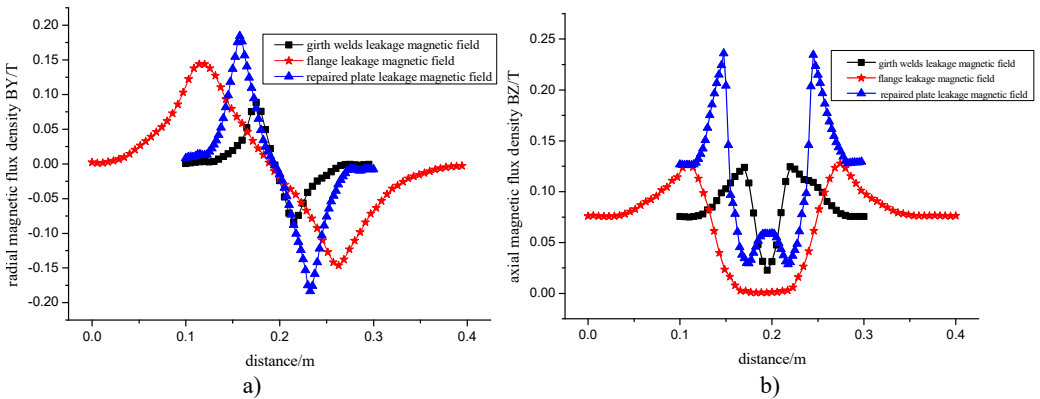 0.20
0.15
0.10
0.05
0.00
-0.05
-0.10
-0.15
-0.20
radial magnetic flux density BY/T
girth welds leakage magnetic field
flange leakage magnetic field
repaired plate leakage magnetic field
0.0 0.1 0.2 0.3 0.4
distance/m
a)
0.25
0.20
0.15
0.10
0.05
0.00
axial magnetic flux density BZ/T
girth welds leakage magnetic field
flange leakage magnetic field
repaired plate leakage magnetic field
0.0 0.1 0.2 0.3 0.4
distance/m
b)